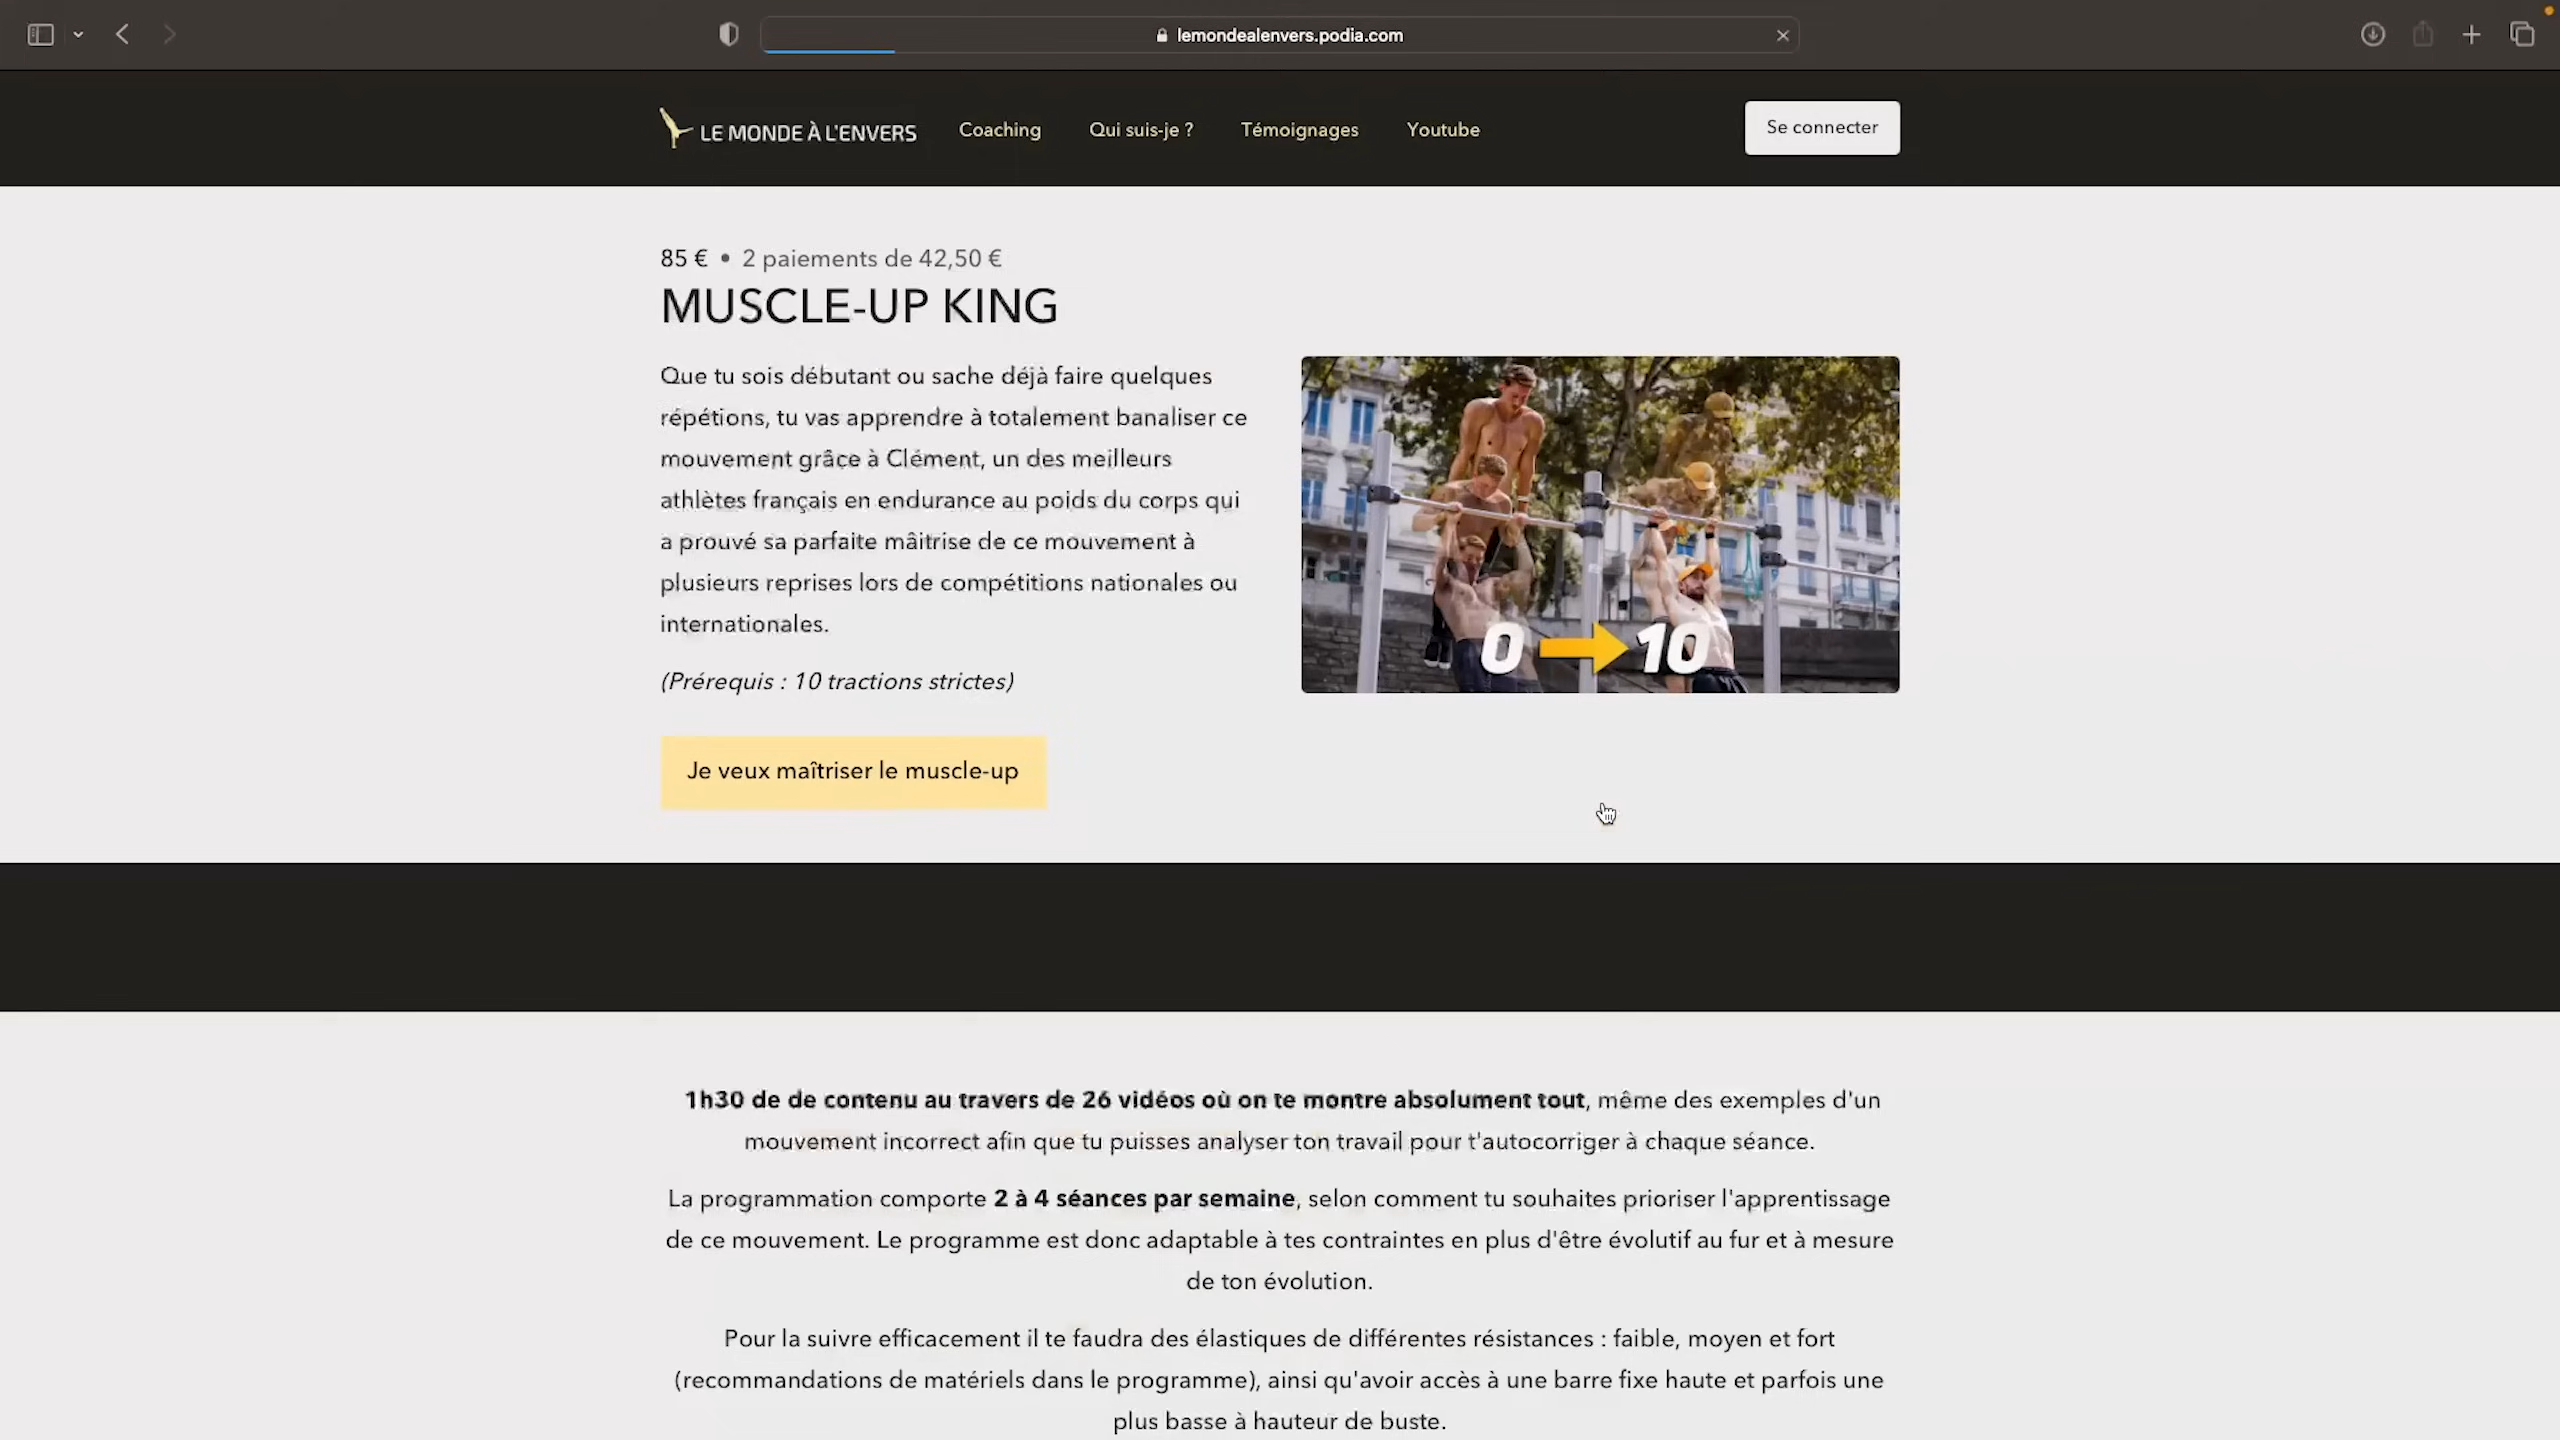 lemondealenvers.podia.com
LE MONDE À L'ENVERS
Coaching
Qui suis-je ?
Témoignages
Youtube
Se connecter
85 € • 2 paiements de 42,50 €
MUSCLE-UP KING
Que tu sois débutant ou sache déjà faire quelques
répétions, tu vas apprendre à totalement banaliser ce
mouvement grâce à Clément, un des meilleurs
athlètes français en endurance au poids du corps qui
a prouvé sa parfaite mâitrise de ce mouvement à
plusieurs reprises lors de compétitions nationales ou
internationales.
(Prérequis : 10 tractions strictes)
0 10
Je veux maîtriser le muscle-up
1h30 de de contenu au travers de 26 vidéos où on te montre absolument tout, même des exemples d'un
mouvement incorrect afin que tu puisses analyser ton travail pour t'autocorriger à chaque séance.
La programmation comporte 2 à 4 séances par semaine, selon comment tu souhaites prioriser l'apprentissage
de ce mouvement. Le programme est donc adaptable à tes contraintes en plus d'être évolutif au fur et à mesure
de ton évolution.
Pour la suivre efficacement il te faudra des élastiques de différentes résistances : faible, moyen et fort
(recommandations de matériels dans le programme), ainsi qu'avoir accès à une barre fixe haute et parfois une
plus basse à hauteur de buste.